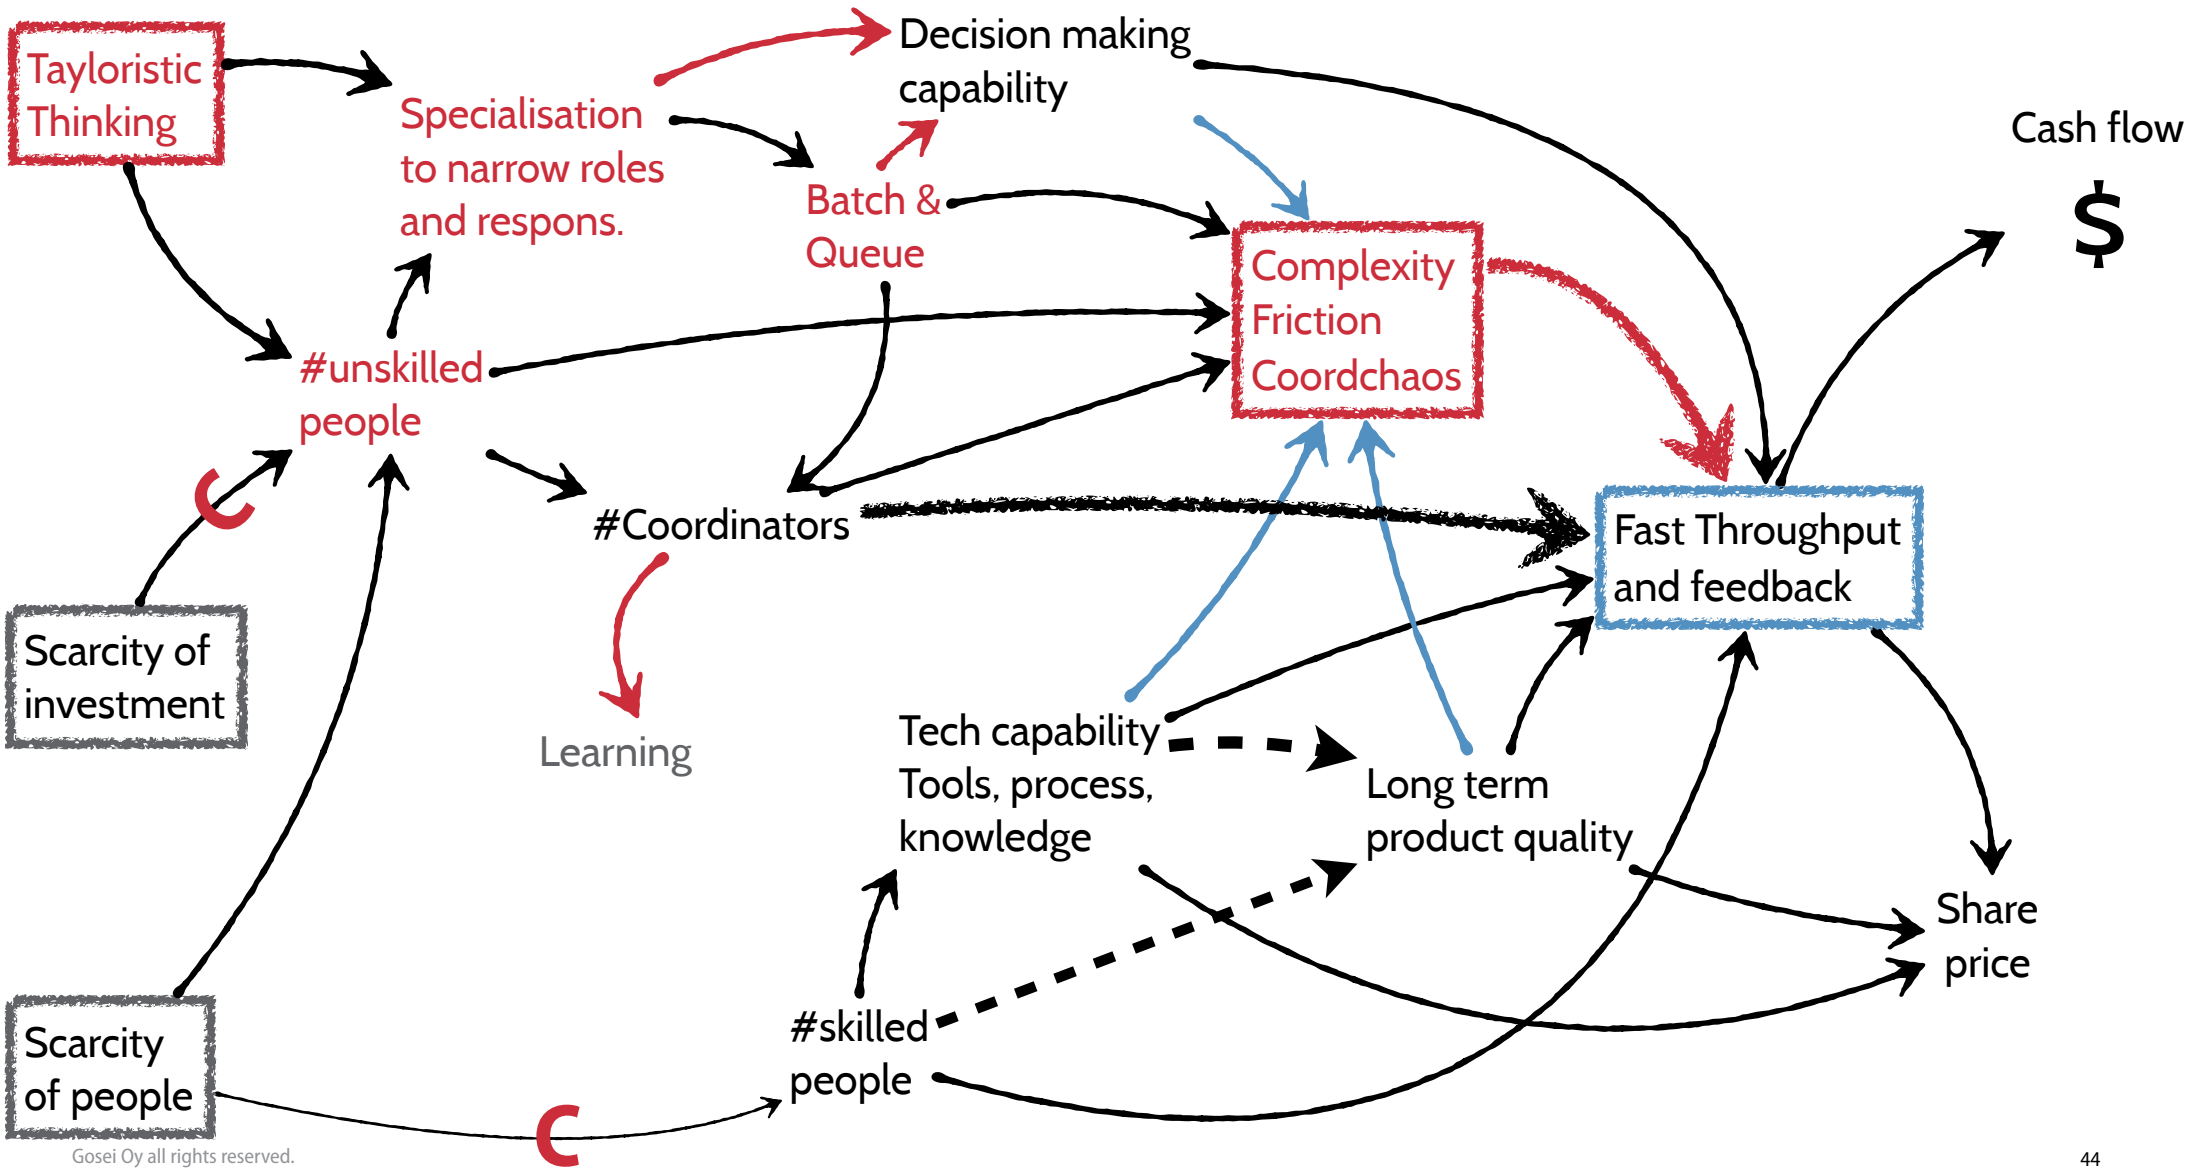 Tayloristic
Thinking
Specialisation
to narrow roles
and respons.
Decision making
capability
Batch &
Queue
Cash flow
$
Complexity
Friction
Coordchaos
#unskilled
people
C
#Coordinators
Fast Throughput
and feedback
Scarcity of
investment
Learning
Tech capability
Tools, process,
knowledge
Long term
product quality
Share
price
Scarcity
of people
#skilled
people
C
Gosei Oy all rights reserved.
44